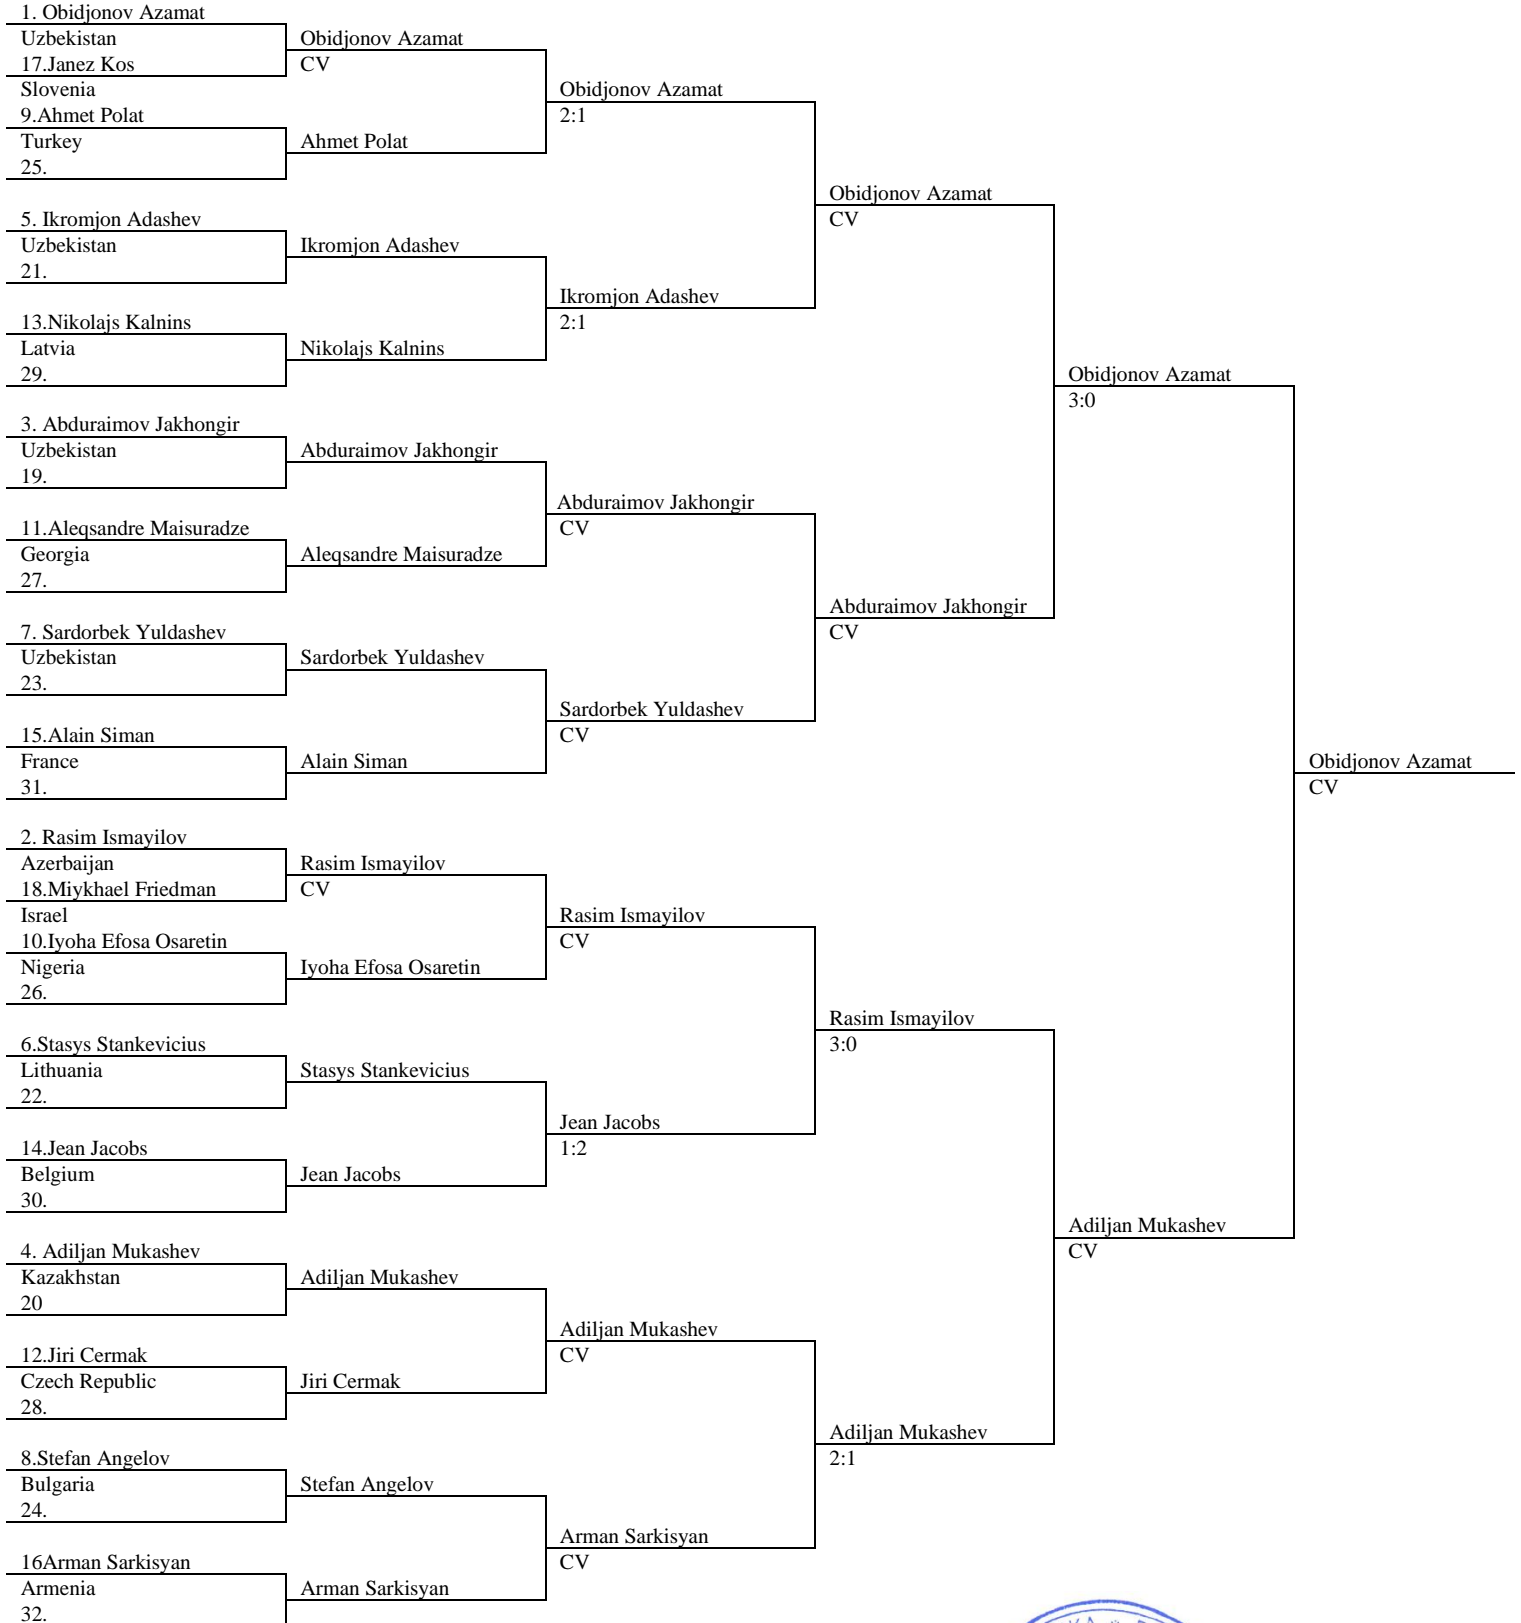 1. Obidjonov Azamat
Uzbekistan
17.Janez Kos
Slovenia
9.Ahmet Polat
Turkey
25.
5. Ikromjon Adashev
Uzbekistan
21.
13.Nikolajs Kalnins
Latvia
29.
3. Abduraimov Jakhongir
Uzbekistan
19.
11.Aleqsandre Maisuradze
Georgia
27.
7. Sardorbek Yuldashev
Uzbekistan
23.
15.Alain Siman
France
31.
2. Rasim Ismayilov
Azerbaijan
18.Miykhael Friedman
Israel
10.Iyoha Efosa Osaretin
Nigeria
26.
6.Stasys Stankevicius
Lithuania
22.
14.Jean Jacobs
Belgium
30.
4. Adiljan Mukashev
Kazakhstan
20
12.Jiri Cermak
Czech Republic
28.
8.Stefan Angelov
Bulgaria
24.
16Arman Sarkisyan
Armenia
32.
Obidjonov Azamat
CV
Ahmet Polat
Ikromjon Adashev
Nikolajs Kalnins
Abduraimov Jakhongir
Aleqsandre Maisuradze
Sardorbek Yuldashev
Alain Siman
Rasim Ismayilov
CV
Iyoha Efosa Osaretin
Stasys Stankevicius
Jean Jacobs
Adiljan Mukashev
Jiri Cermak
Stefan Angelov
Arman Sarkisyan
Obidjonov Azamat
2:1
Ikromjon Adashev
2:1
Abduraimov Jakhongir
CV
Sardorbek Yuldashev
CV
Rasim Ismayilov
CV
Jean Jacobs
1:2
Adiljan Mukashev
CV
Arman Sarkisyan
CV
Obidjonov Azamat
CV
Abduraimov Jakhongir
CV
Rasim Ismayilov
3:0
Adiljan Mukashev
2:1
Obidjonov Azamat
3:0
Adiljan Mukashev
CV
Obidjonov Azamat
CV